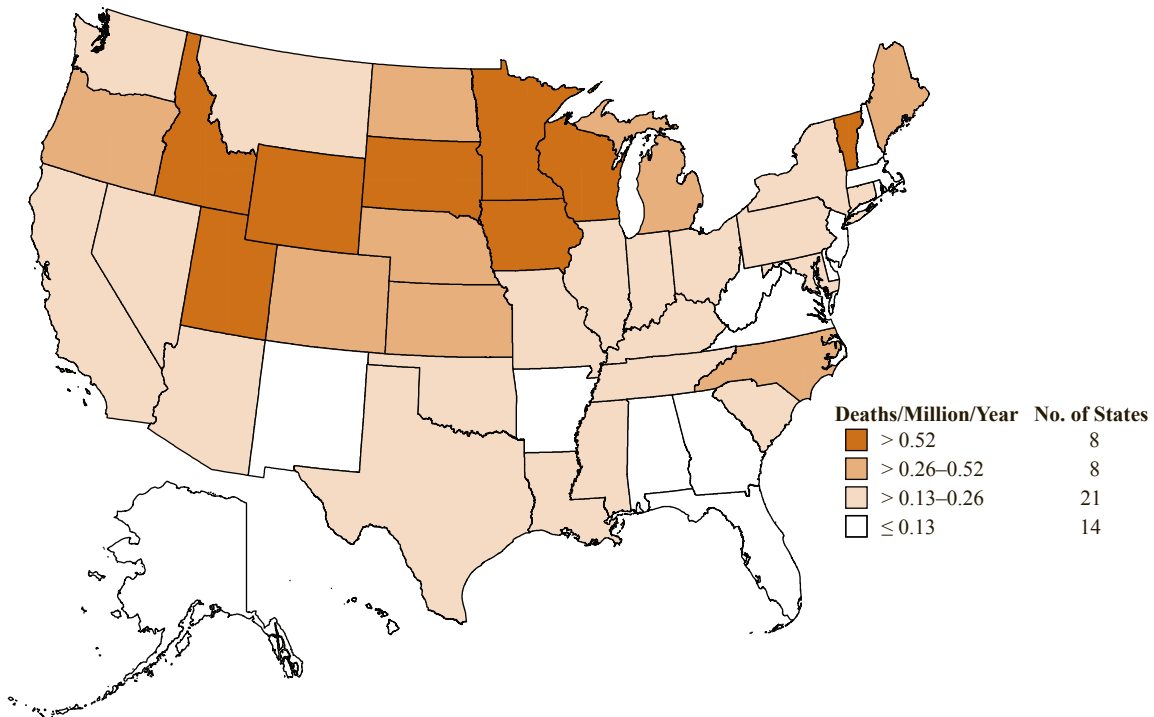 Deaths/Million/Year No. of States
> 0.52 8
> 0.26–0.52 8
> 0.13–0.26 21
≤ 0.13 14